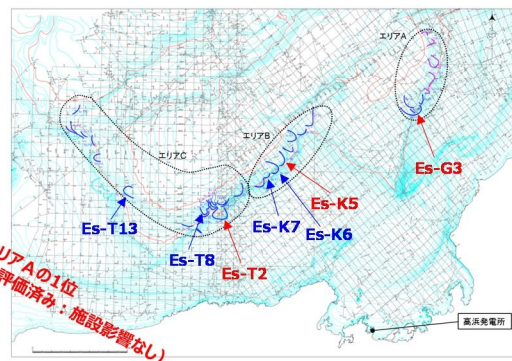 エリアA
エリアB
エリアC
Es-G3
Es-K5
Es-K7
Es-K6
Es-T13
Es-T8
Es-T2
リアAの1位
評価済み：施設影響なし）
高浜発電所